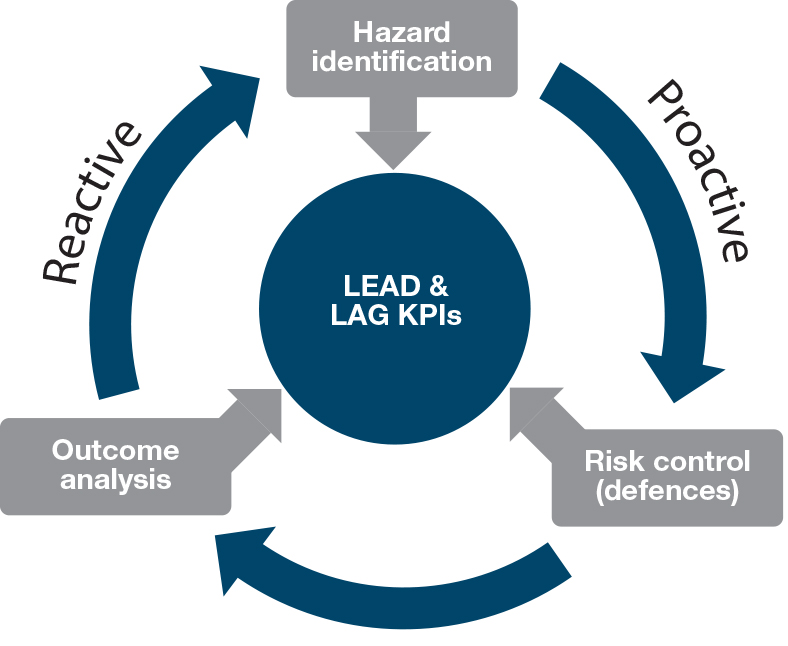 Hazard
identification
Reactive
Proactive
LEAD &
LAG KPIs
Outcome
analysis
Risk control
(defences)